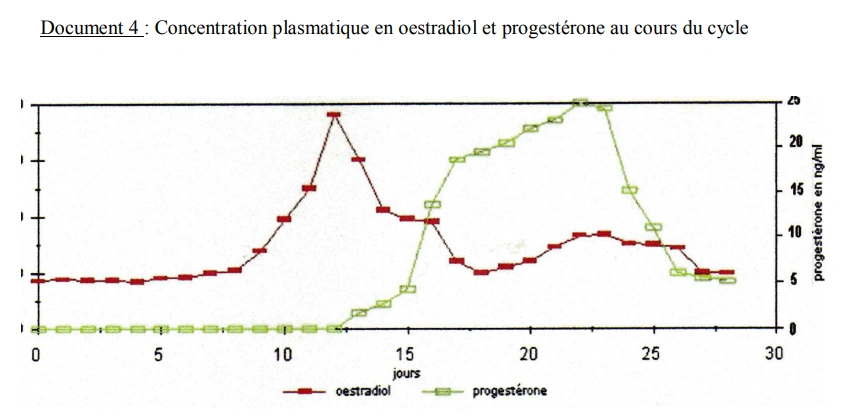 Document 4 : Concentration plasmatique en oestradiol et progestérone au cours du cycle
25
20
15
10
5
0
progestérone en ng/ml
0 5 10 15 20 25 30
jours
oestradiol progestérone